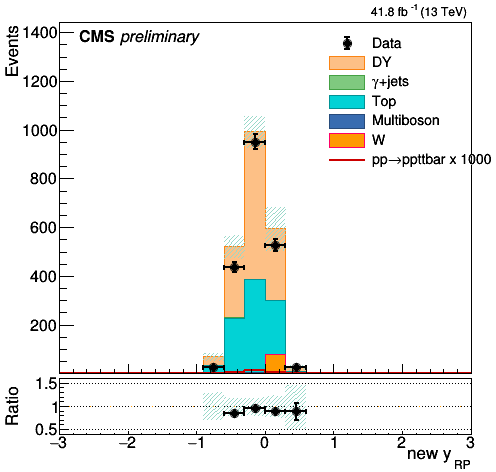 41.8 fb⁻¹ (13 TeV)
CMS preliminary
Events
1400
1200
1000
800
600
400
200
Data
DY
γ+jets
Top
Multiboson
W
pp→ppttbar x 1000
Ratio
1.5
1
0.5
−3 −2 −1 0 1 2 3
new y RP